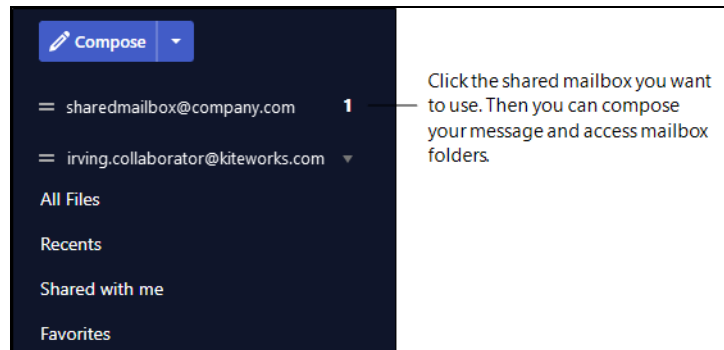 Compose
sharedmailbox@company.com 1
Click the shared mailbox you want
to use. Then you can compose
your message and access mailbox
folders.
irving.collaborator@kiteworks.com
All Files
Recents
Shared with me
Favorites